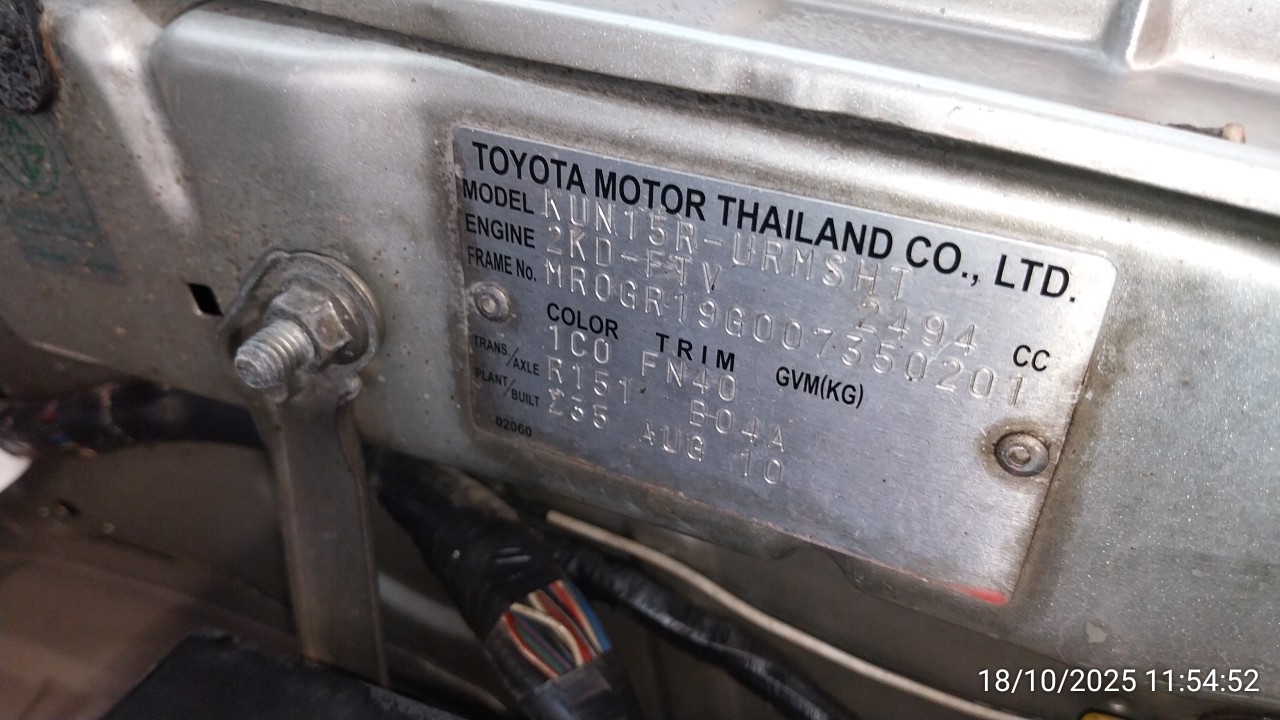 TOYOTA MOTOR THAILAND CO., LTD.
MODEL KUN15R-URMSHT
ENGINE 2KD-FTV 2494 CC
FRAME No. MR0GR19G007350201
COLOR TRIM GVM(KG)
1C0 FN40
TRANS/AXLE R151 B04A
PLANT/BUILT Z35 AUG 10
02060
18/10/2025 11:54:52